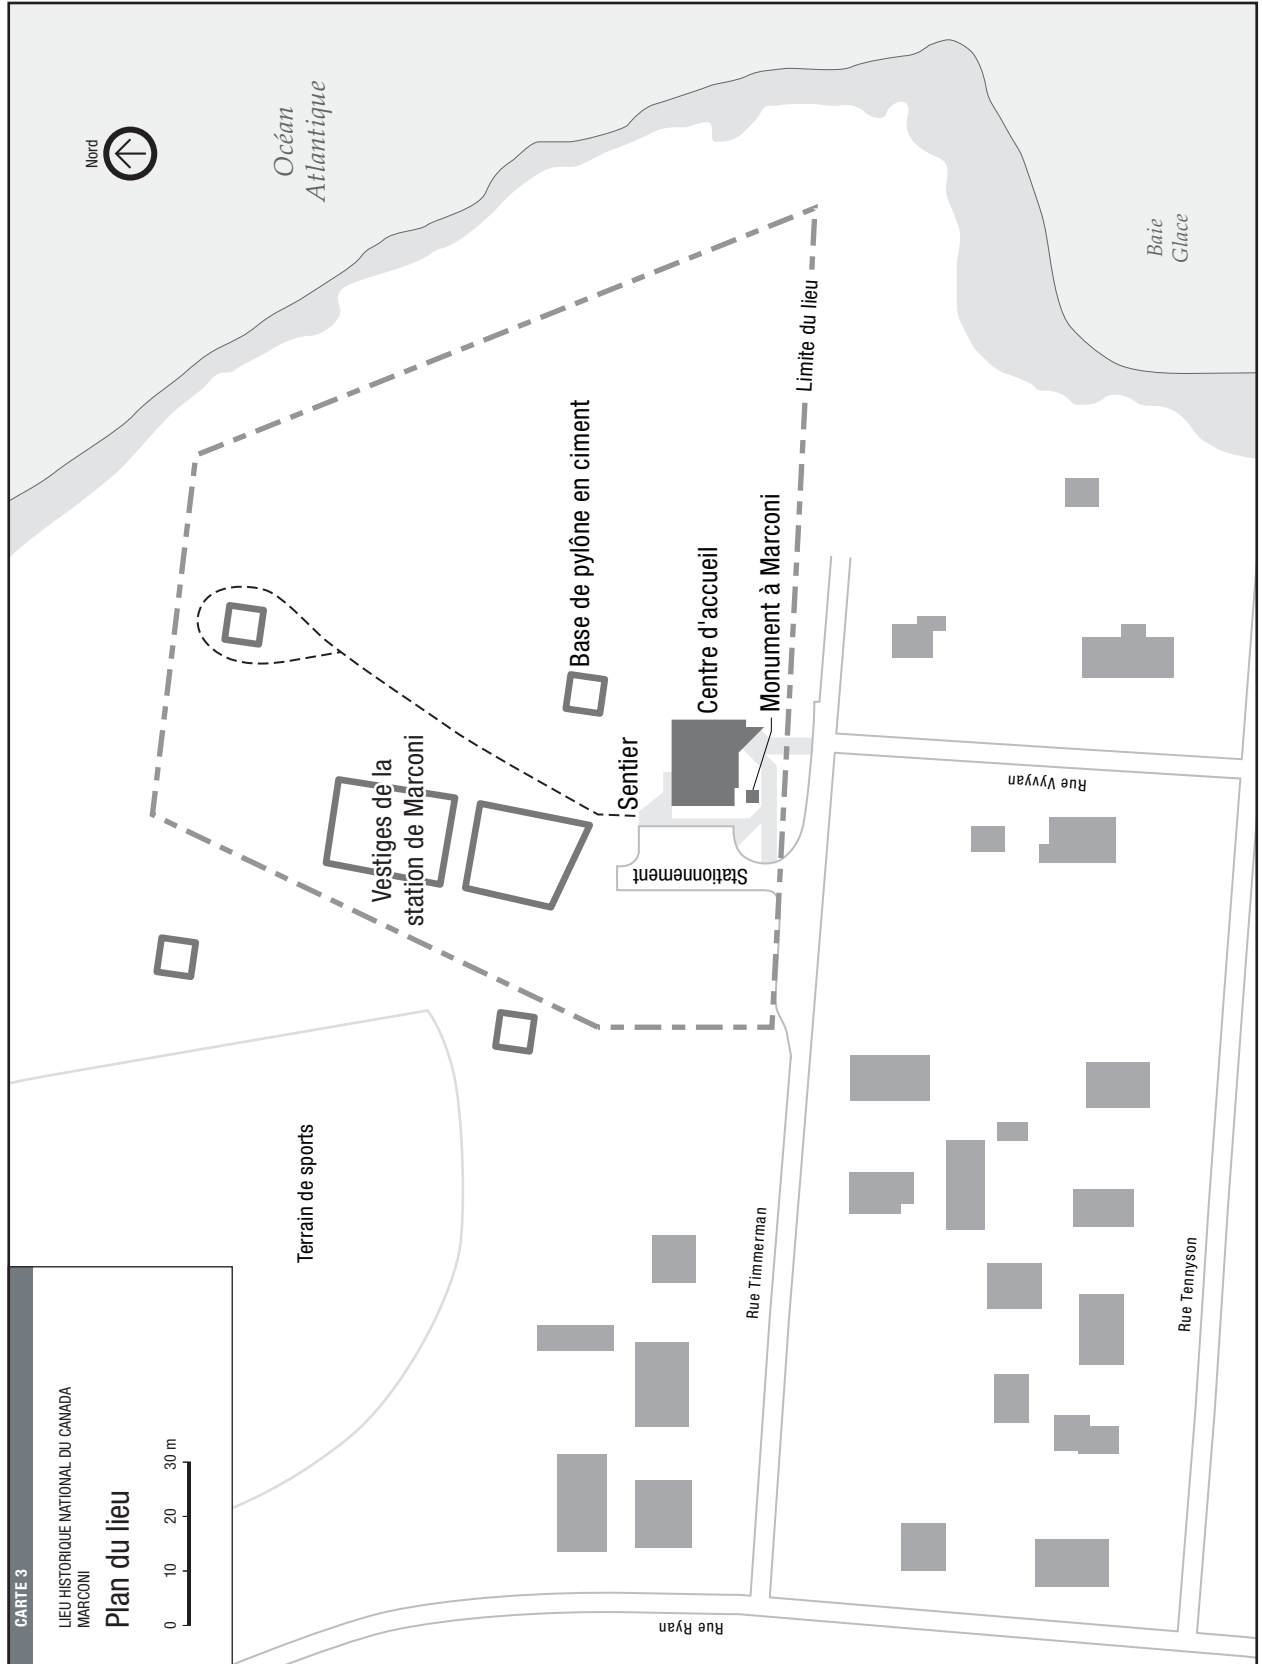 CARTE 3
LIEU HISTORIQUE NATIONAL DU CANADA
MARCONI
Plan du lieu
0 10 20 30 m
Nord
Océan
Atlantique
Baie
Glace
Terrain de sports
Vestiges de la
station de Marconi
Base de pylône en ciment
Sentier
Centre d'accueil
Monument à Marconi
Limite du lieu
Stationnement
Rue Timmerman
Rue Vyvyan
Rue Tennyson
Rue Ryan